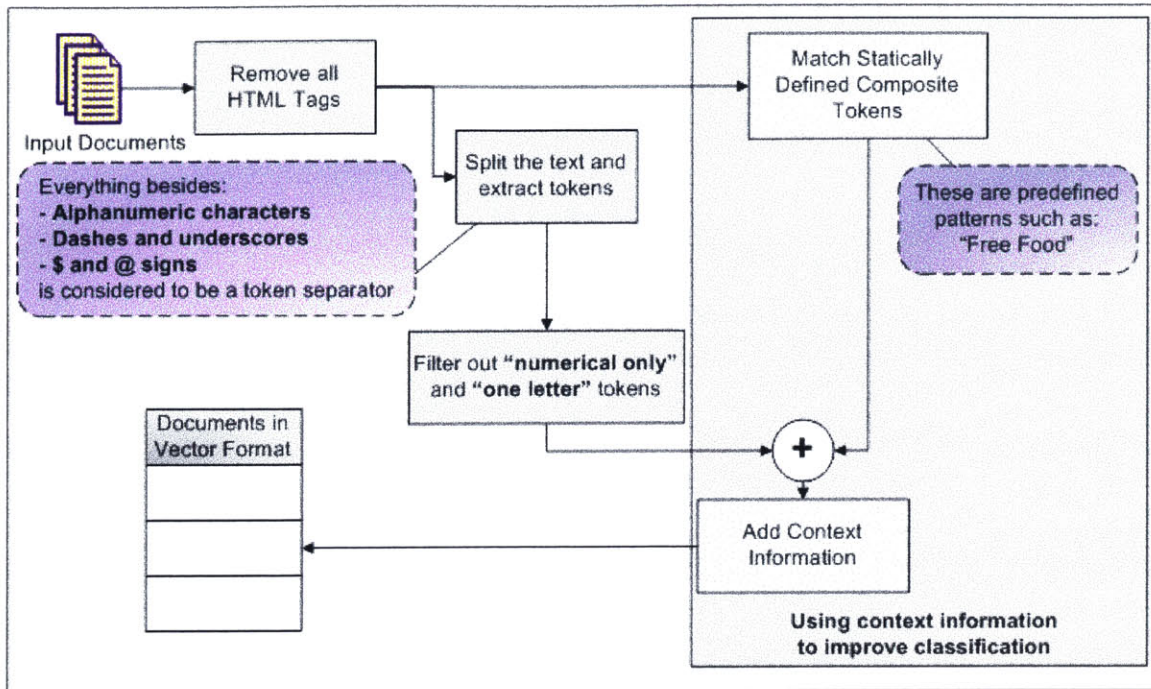 Input Documents
Remove all
HTML Tags
Match Statically
Defined Composite
Tokens
Split the text and
extract tokens
Everything besides:
- Alphanumeric characters
- Dashes and underscores
- $ and @ signs
is considered to be a token separator
These are predefined
patterns such as:
“Free Food”
Filter out “numerical only”
and “one letter” tokens
Documents in
Vector Format
+
Add Context
Information
Using context information
to improve classification